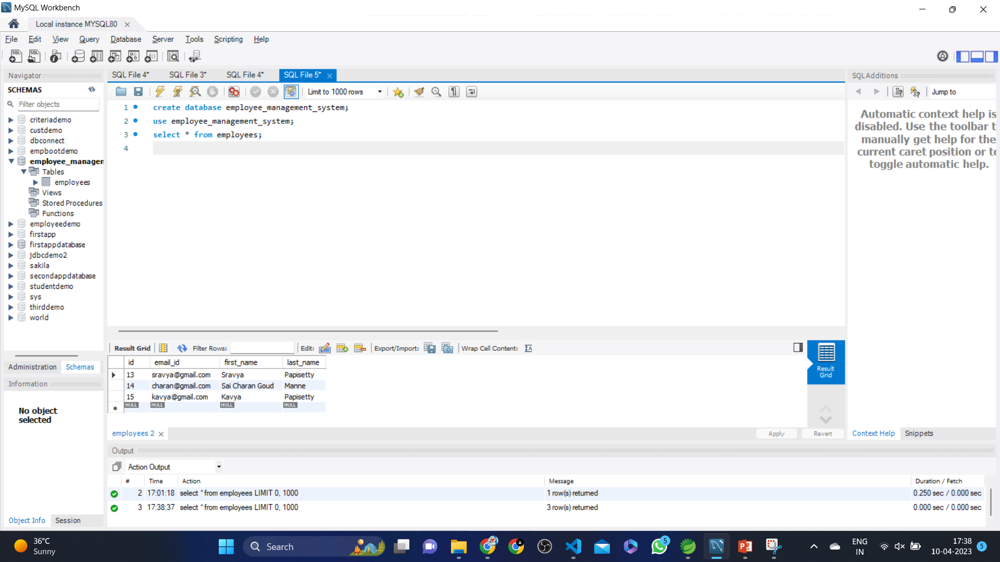 MySQL Workbench
Local instance MYSQL80
File Edit View Query Database Server Tools Scripting Help
Navigator
SCHEMAS
Filter objects
criteriademo
custdemo
dbconnect
empbootdemo
employee_managen
Tables
employees
Views
Stored Procedures
Functions
employeedemo
firstapp
firstappdatabase
jdbcdemo2
sakila
secondappdatabase
studentdemo
sys
thirddemo
world
Administration Schemas
Information
No object
selected
Object Info Session
SQL File 4* SQL File 3* SQL File 4* SQL File 5*
Limit to 1000 rows
1 create database employee_management_system;
2 use employee_management_system;
3 select * from employees;
4
Result Grid Filter Rows: Edit: Export/Import: Wrap Cell Content:
id email_id first_name last_name
13 sravya@gmail.com Sravya Papisetty
14 charan@gmail.com Sai Charan Goud Manne
15 kavya@gmail.com Kavya Papisetty
NULL NULL NULL NULL
Result
Grid
employees 2
Apply Revert
Output
Action Output
# Time Action Message Duration / Fetch
2 17:01:18 select * from employees LIMIT 0, 1000 1 row(s) returned 0.250 sec / 0.000 sec
3 17:38:37 select * from employees LIMIT 0, 1000 3 row(s) returned 0.000 sec / 0.000 sec
SQLAdditions
Jump to
Automatic context help is
disabled. Use the toolbar t
manually get help for the
current caret position or to
toggle automatic help.
Context Help Snippets
36°C
Sunny
Search
5
ENG
IN
17:38
10-04-2023
5